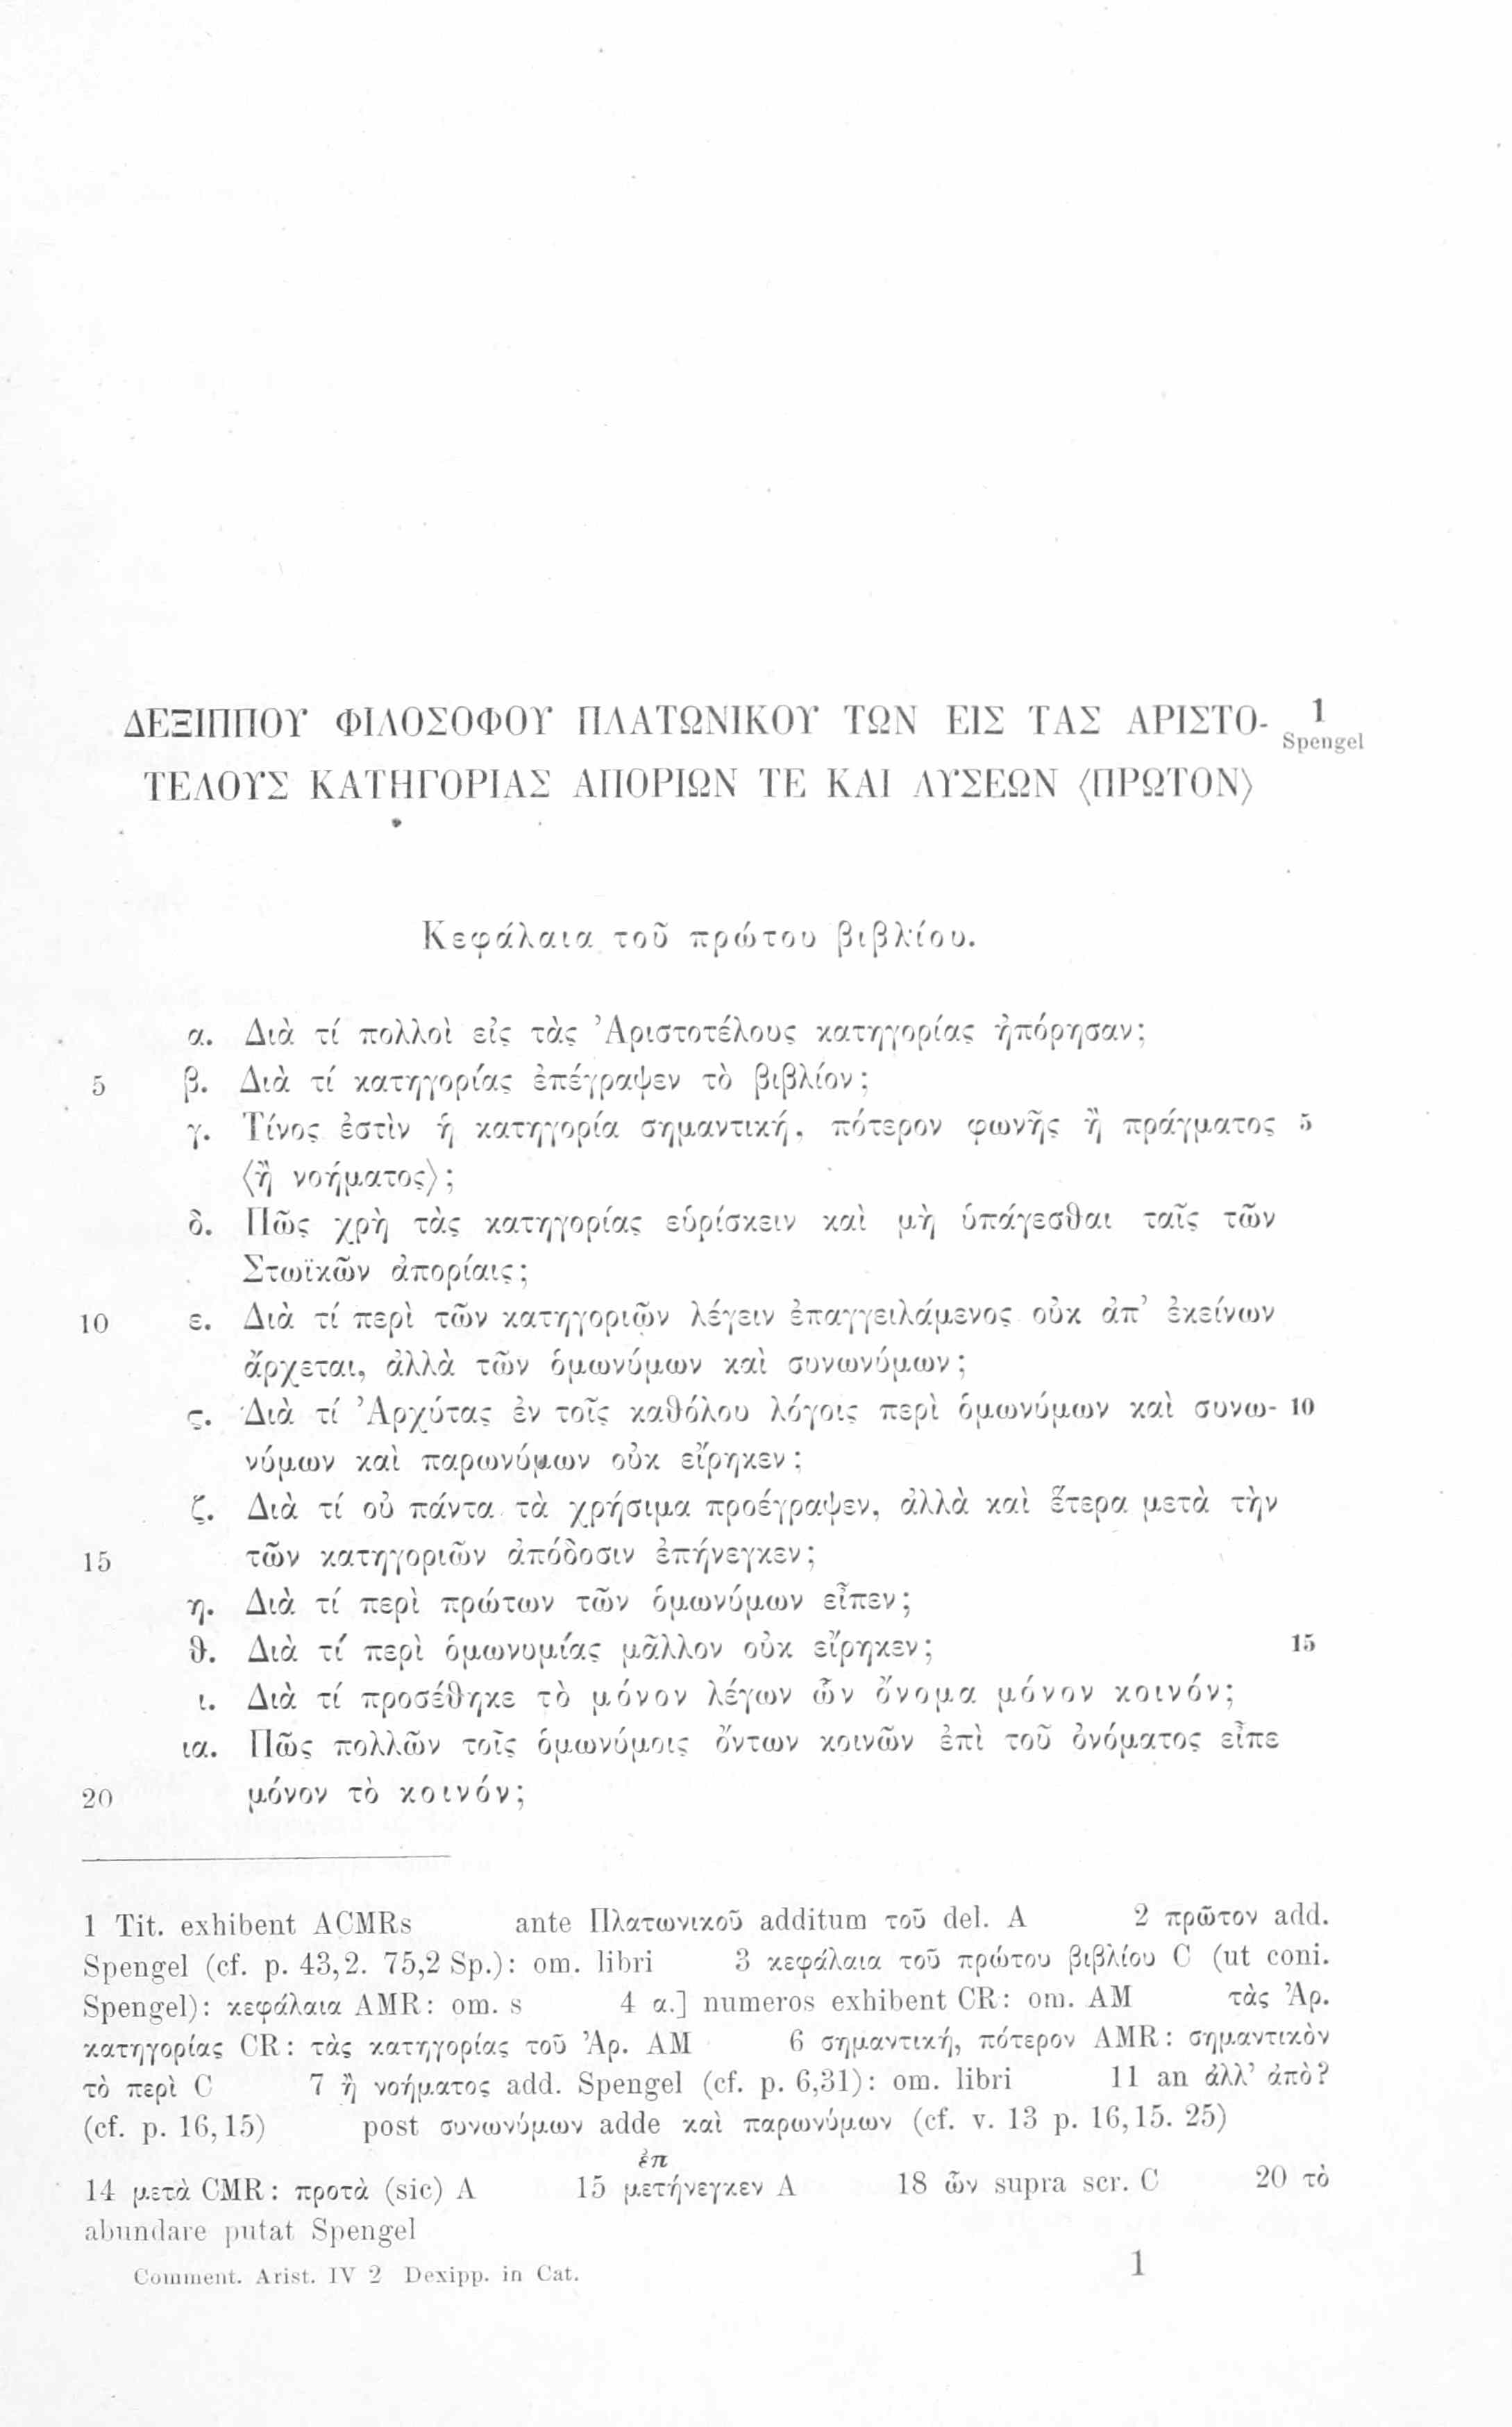 ΔΕΞΙΠΠΟΥ ΦΙΛΟΣΟΦΟΥ ΠΛΑΤΩΝΙΚΟΥ ΤΩΝ ΕΙΣ ΤΑΣ ΑΡΙΣΤΟ- 1 Spengel
ΤΕΛΟΥΣ ΚΑΤΗΓΟΡΙΑΣ ΑΠΟΡΙΩΝ ΤΕ ΚΑΙ ΛΥΣΕΩΝ ⟨ΠΡΩΤΟΝ⟩
Κεφάλαια τοῦ πρώτου βιβλίου.
α. Διὰ τί πολλοὶ εἰς τὰς Ἀριστοτέλους κατηγορίας ἠπόρησαν;
5 β. Διὰ τί κατηγορίας ἐπέγραψεν τὸ βιβλίον;
γ. Τίνος ἐστὶν ἡ κατηγορία σημαντική, πότερον φωνῆς ἢ πράγματος 5
⟨ἢ νοήματος⟩;
δ. Πῶς χρὴ τὰς κατηγορίας εὑρίσκειν καὶ μὴ ὑπάγεσθαι ταῖς τῶν
Στωϊκῶν ἀπορίαις;
10 ε. Διὰ τί περὶ τῶν κατηγοριῶν λέγειν ἐπαγγειλάμενος οὐκ ἀπ’ ἐκείνων
ἄρχεται, ἀλλὰ τῶν ὁμωνύμων καὶ συνωνύμων;
ς. Διὰ τί Ἀρχύτας ἐν τοῖς καθόλου λόγοις περὶ ὁμωνύμων καὶ συνω- 10
νύμων καὶ παρωνύμων οὐκ εἴρηκεν;
ζ. Διὰ τί οὐ πάντα τὰ χρήσιμα προέγραψεν, ἀλλὰ καὶ ἕτερα μετὰ τὴν
15 τῶν κατηγοριῶν ἀπόδοσιν ἐπήνεγκεν;
η. Διὰ τί περὶ πρώτων τῶν ὁμωνύμων εἶπεν;
θ. Διὰ τί περὶ ὁμωνυμίας μᾶλλον οὐκ εἴρηκεν; 15
ι. Διὰ τί προσέθηκε τὸ μόνον λέγων ὧν ὄνομα μόνον κοινόν;
ια. Πῶς πολλῶν τοῖς ὁμωνύμοις ὄντων κοινῶν ἐπὶ τοῦ ὀνόματος εἶπε
20 μόνον τὸ κοινόν;
1 Tit. exhibent ACMRs ante Πλατωνικοῦ additum τοῦ del. A 2 πρῶτον add.
Spengel (cf. p. 43,2. 75,2 Sp.): om. libri 3 κεφάλαια τοῦ πρώτου βιβλίου C (ut coni.
Spengel): κεφάλαια AMR: om. s 4 α.] numeros exhibent CR: om. AM τὰς Ἀρ.
κατηγορίας CR: τὰς κατηγορίας τοῦ Ἀρ. AM 6 σημαντική, πότερον AMR: σημαντικὸν
τὸ περὶ C 7 ἢ νοήματος add. Spengel (cf. p. 6,31): om. libri 11 an ἀλλ’ ἀπὸ?
(cf. p. 16,15) post συνωνύμων adde καὶ παρωνύμων (cf. v. 13 p. 16,15. 25)
ἐπ
14 μετὰ CMR: προτὰ (sic) A 15 μετήνεγκεν A 18 ὧν supra scr. C 20 τὸ
abundare putat Spengel
Comment. Arist. IV 2 Dexipp. in Cat. 1